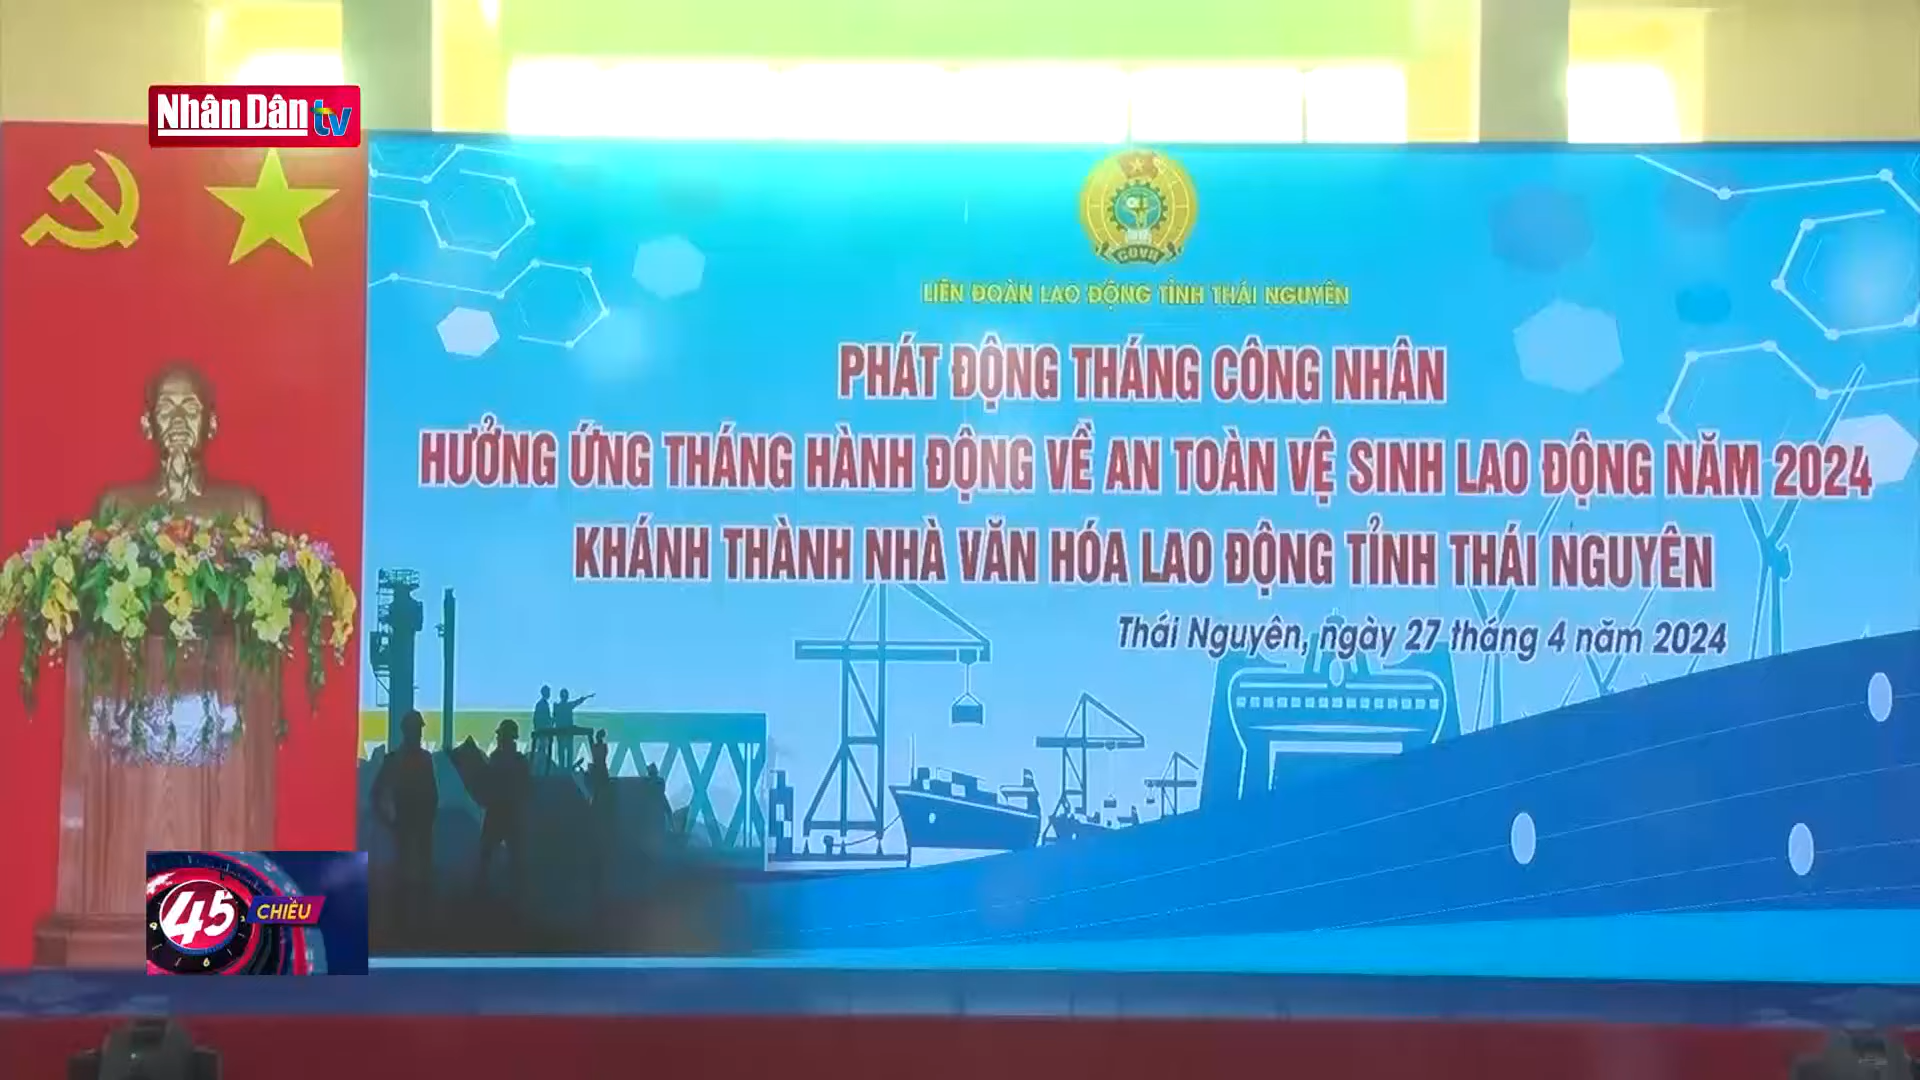 Nhân Dân tv
LIÊN ĐOÀN LAO ĐỘNG TỈNH THÁI NGUYÊN
PHÁT ĐỘNG THÁNG CÔNG NHÂN
HƯỞNG ỨNG THÁNG HÀNH ĐỘNG VỀ AN TOÀN VỆ SINH LAO ĐỘNG NĂM 2024
KHÁNH THÀNH NHÀ VĂN HÓA LAO ĐỘNG TỈNH THÁI NGUYÊN
Thái Nguyên, ngày 27 tháng 4 năm 2024
45 CHIỀU